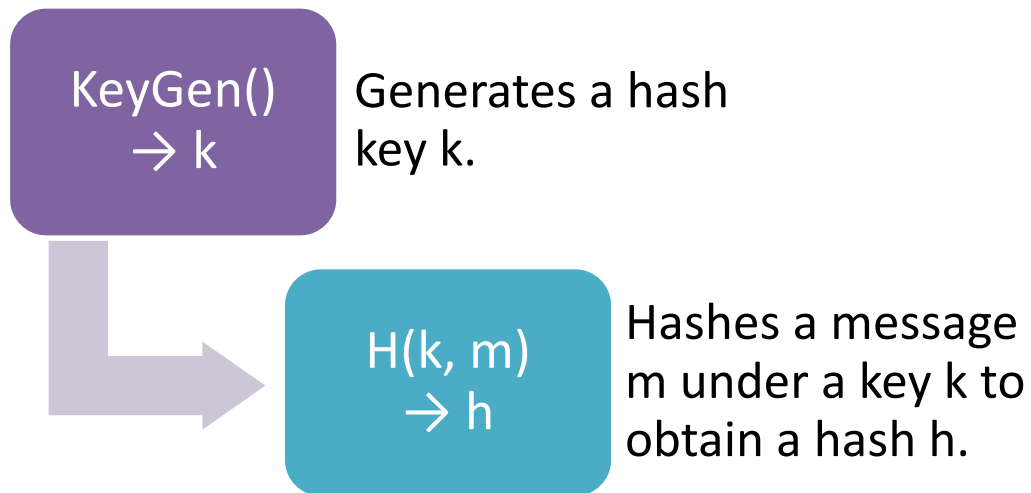 KeyGen()
→ k
Generates a hash
key k.
H(k, m)
→ h
Hashes a message
m under a key k to
obtain a hash h.